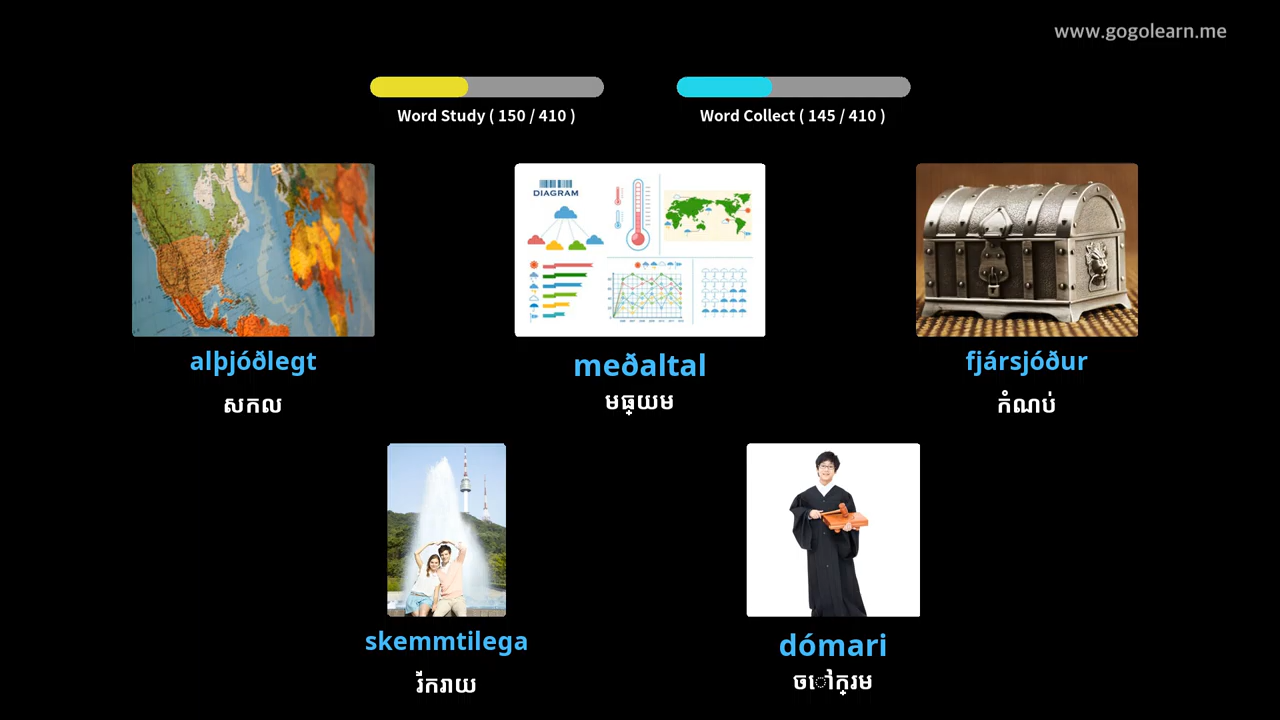 www.gogolearn.me
Word Study ( 150 / 410 )
Word Collect ( 145 / 410 )
DIAGRAM
alþjóðlegt
meðaltal
fjársjóður
សកល
មធ្យម
កំណប់
skemmtilega
dómari
រីករាយ
ចៅក្រម